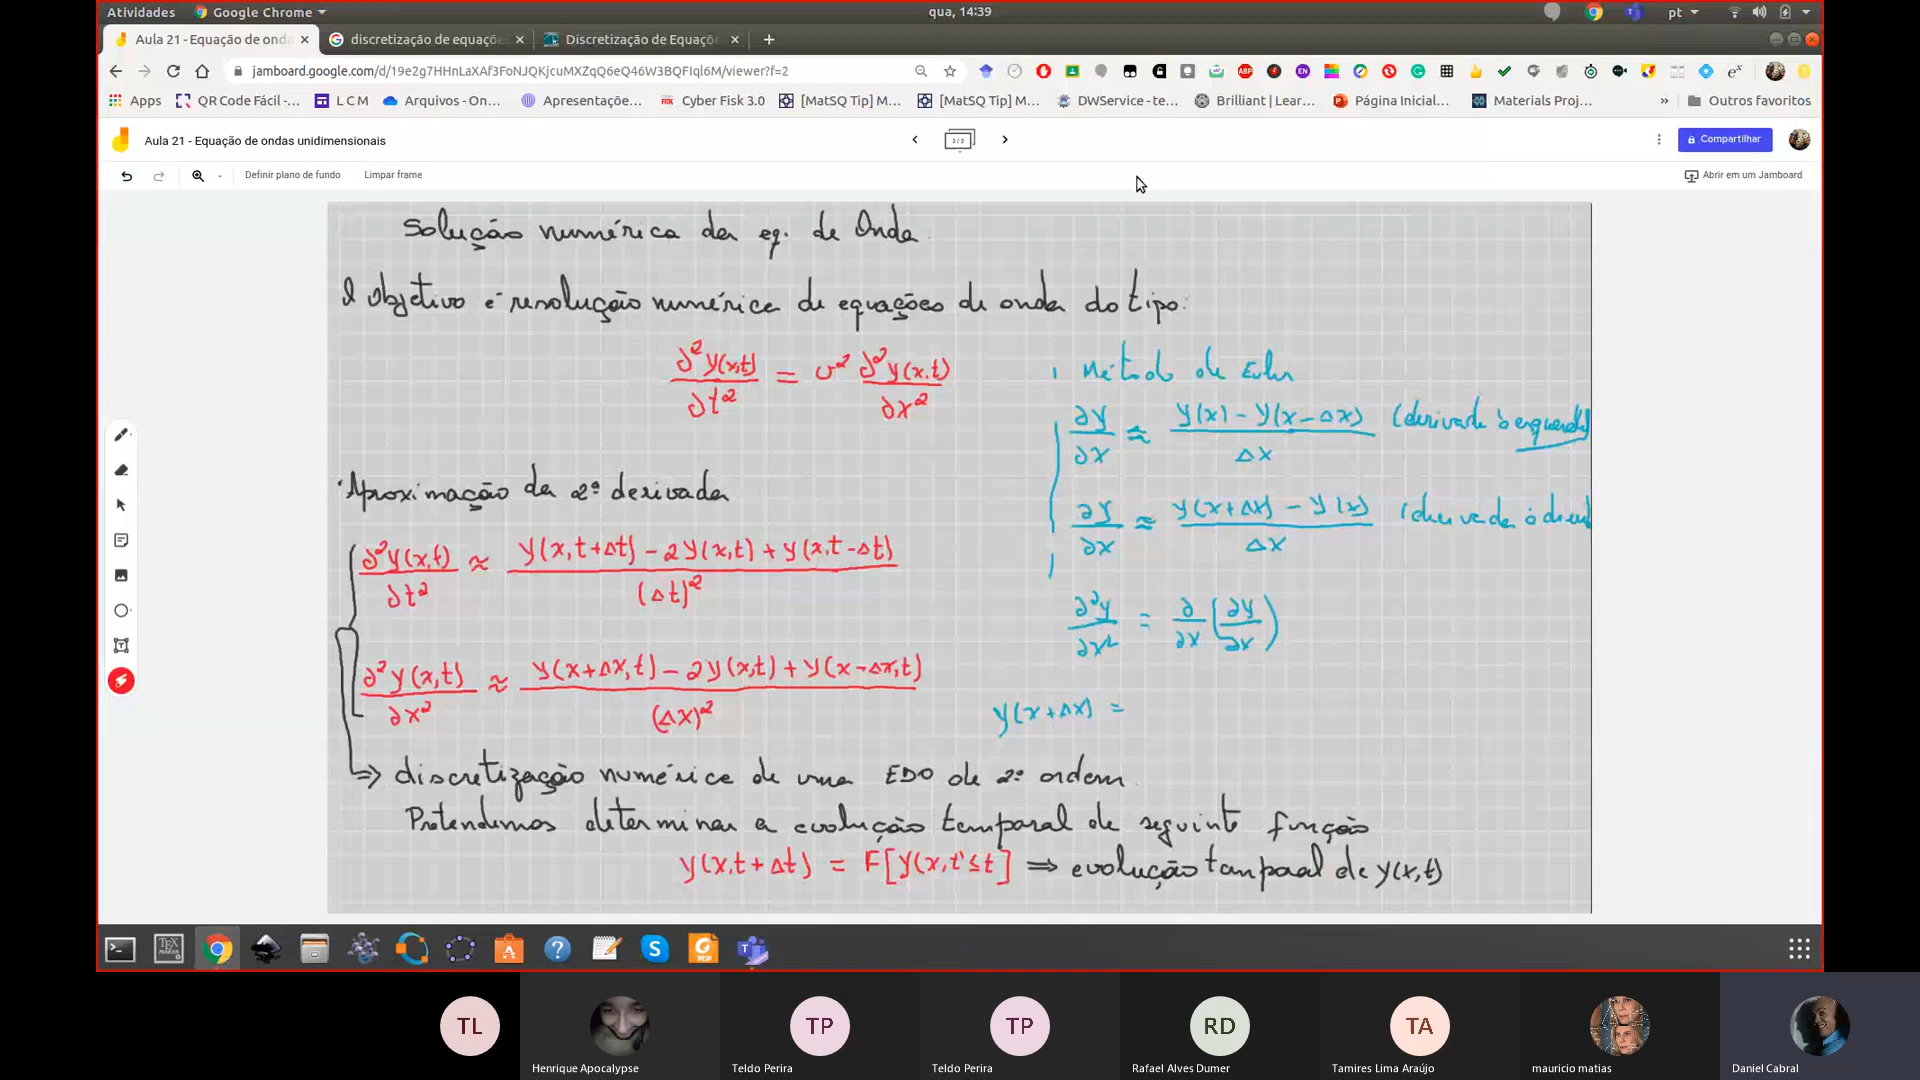 Atividades
Google Chrome
qua, 14:39
pt
Aula 21 - Equação de onda
discretização de equaçõe
Discretização de Equaçõe
jamboard.google.com/d/19e2g7HHnLaXAf3FoNJQKjcuMXZqQ6eQ46W3BQFIql6M/viewer?f=2
Apps
QR Code Fácil -...
L C M
Arquivos - On...
Apresentaçõe...
Cyber Fisk 3.0
[MatSQ Tip] M...
[MatSQ Tip] M...
DWService - te...
Brilliant | Lear...
Página Inicial...
Materials Proj...
»
Outros favoritos
Aula 21 - Equação de ondas unidimensionais
Compartilhar
Definir plano de fundo
Limpar frame
Abrir em um Jamboard
Solução numérica da eq. de Onda
O objetivo é resolução numérica de equações de onda do tipo:
∂²y(x,t)/∂t² = v² ∂²y(x,t)/∂x²
Método de Euler
∂y/∂x ≈ y(x) - y(x-Δx)/Δx (derivada à esquerda)
·Aproximação da 2ª derivada
∂y/∂x ≈ y(x+Δx) - y(x)/Δx (derivada à direi
∂²y(x,t)/∂t² ≈ y(x,t+Δt) - 2y(x,t) + y(x,t-Δt)/(Δt)²
∂²y/∂x² = ∂/∂x (∂y/∂x)
∂²y(x,t)/∂x² ≈ y(x+Δx,t) - 2y(x,t) + y(x-Δx,t)/(Δx)²
y(x+Δx) =
⇒ discretização numérica de uma EDO de 2ª ordem
Pretendemos determinar a evolução temporal de seguinte função
y(x,t+Δt) = F[y(x,t'≤t] ⇒ evolução temporal de y(x,t)
TL
Henrique Apocalypse
TP
Teldo Perira
TP
Teldo Perira
RD
Rafael Alves Dumer
TA
Tamires Lima Araújo
mauricio matias
Daniel Cabral